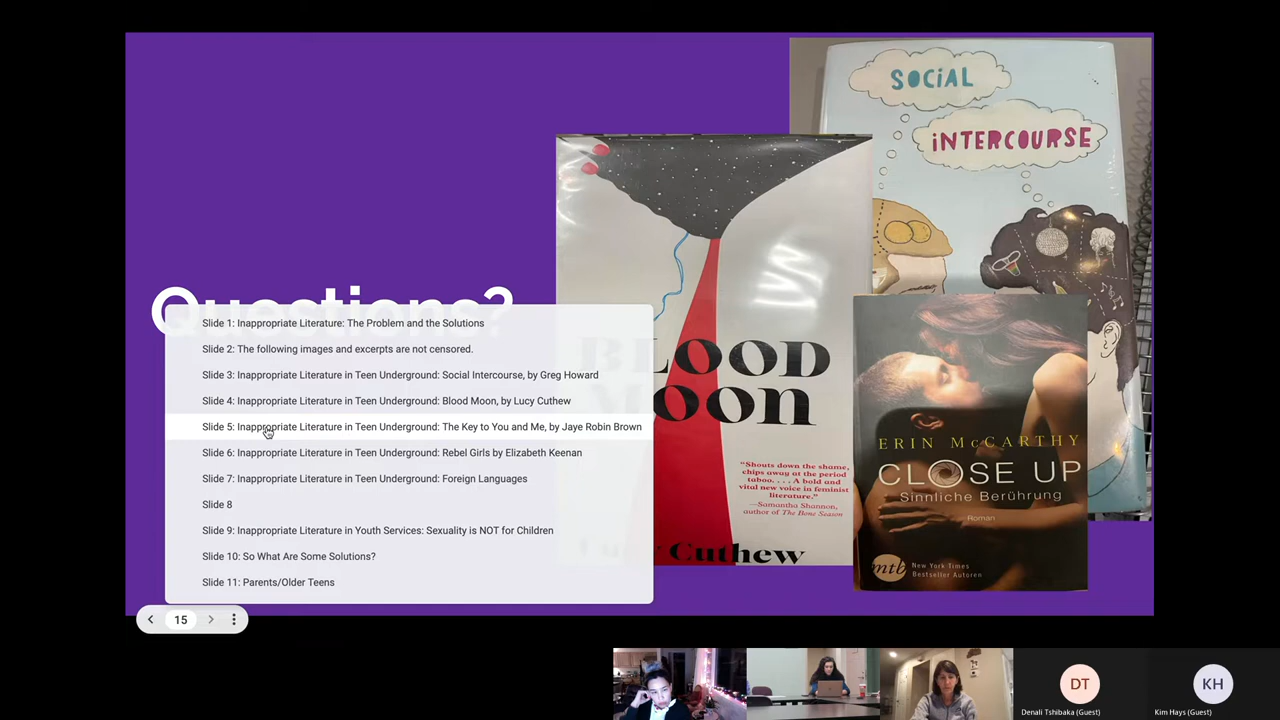 SOCiAL
iNTERCOURSE
Questions?
BLOOD
MOON
"Shouts down the shame,
chips away at the period
taboo. . . . A bold and
vital new voice in feminist
literature."
—Samantha Shannon,
author of The Bone Season
Lucy Cuthew
ERIN McCARTHY
CLOSE UP
Sinnliche Berührung
Roman
mtb
New York-Times
Bestseller Autoren
Slide 1: Inappropriate Literature: The Problem and the Solutions
Slide 2: The following images and excerpts are not censored.
Slide 3: Inappropriate Literature in Teen Underground: Social Intercourse, by Greg Howard
Slide 4: Inappropriate Literature in Teen Underground: Blood Moon, by Lucy Cuthew
Slide 5: Inappropriate Literature in Teen Underground: The Key to You and Me, by Jaye Robin Brown
Slide 6: Inappropriate Literature in Teen Underground: Rebel Girls by Elizabeth Keenan
Slide 7: Inappropriate Literature in Teen Underground: Foreign Languages
Slide 8
Slide 9: Inappropriate Literature in Youth Services: Sexuality is NOT for Children
Slide 10: So What Are Some Solutions?
Slide 11: Parents/Older Teens
15
DT
Denali Tshibaka (Guest)
KH
Kim Hays (Guest)